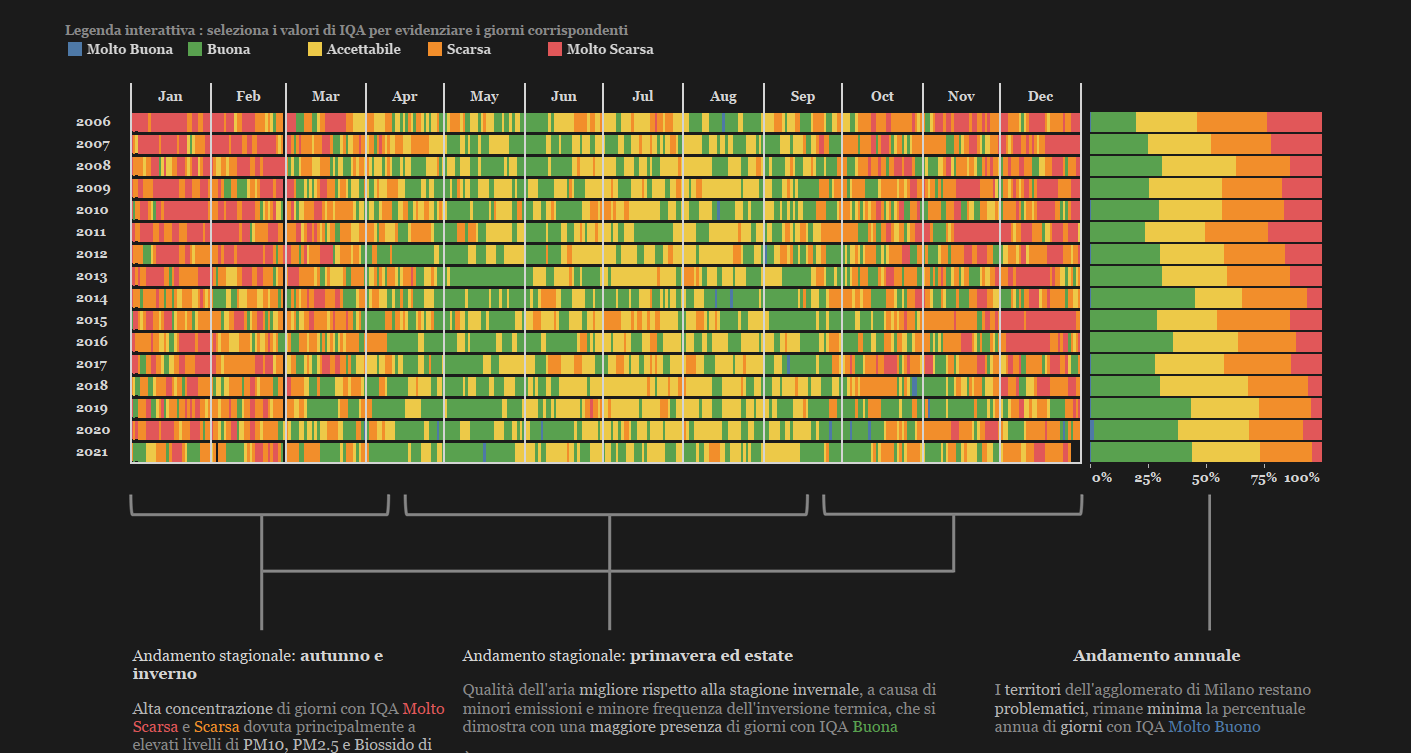 Legenda interattiva : seleziona i valori di IQA per evidenziare i giorni corrispondenti
Molto Buona Buona Accettabile Scarsa Molto Scarsa
Jan Feb Mar Apr May Jun Jul Aug Sep Oct Nov Dec
2006
2007
2008
2009
2010
2011
2012
2013
2014
2015
2016
2017
2018
2019
2020
2021
0% 25% 50% 75% 100%
Andamento stagionale: autunno e
inverno
Alta concentrazione di giorni con IQA Molto
Scarsa e Scarsa dovuta principalmente a
elevati livelli di PM10, PM2.5 e Biossido di
Andamento stagionale: primavera ed estate
Qualità dell'aria migliore rispetto alla stagione invernale, a causa di
minori emissioni e minore frequenza dell'inversione termica, che si
dimostra con una maggiore presenza di giorni con IQA Buona
Andamento annuale
I territori dell'agglomerato di Milano restano
problematici, rimane minima la percentuale
annua di giorni con IQA Molto Buono